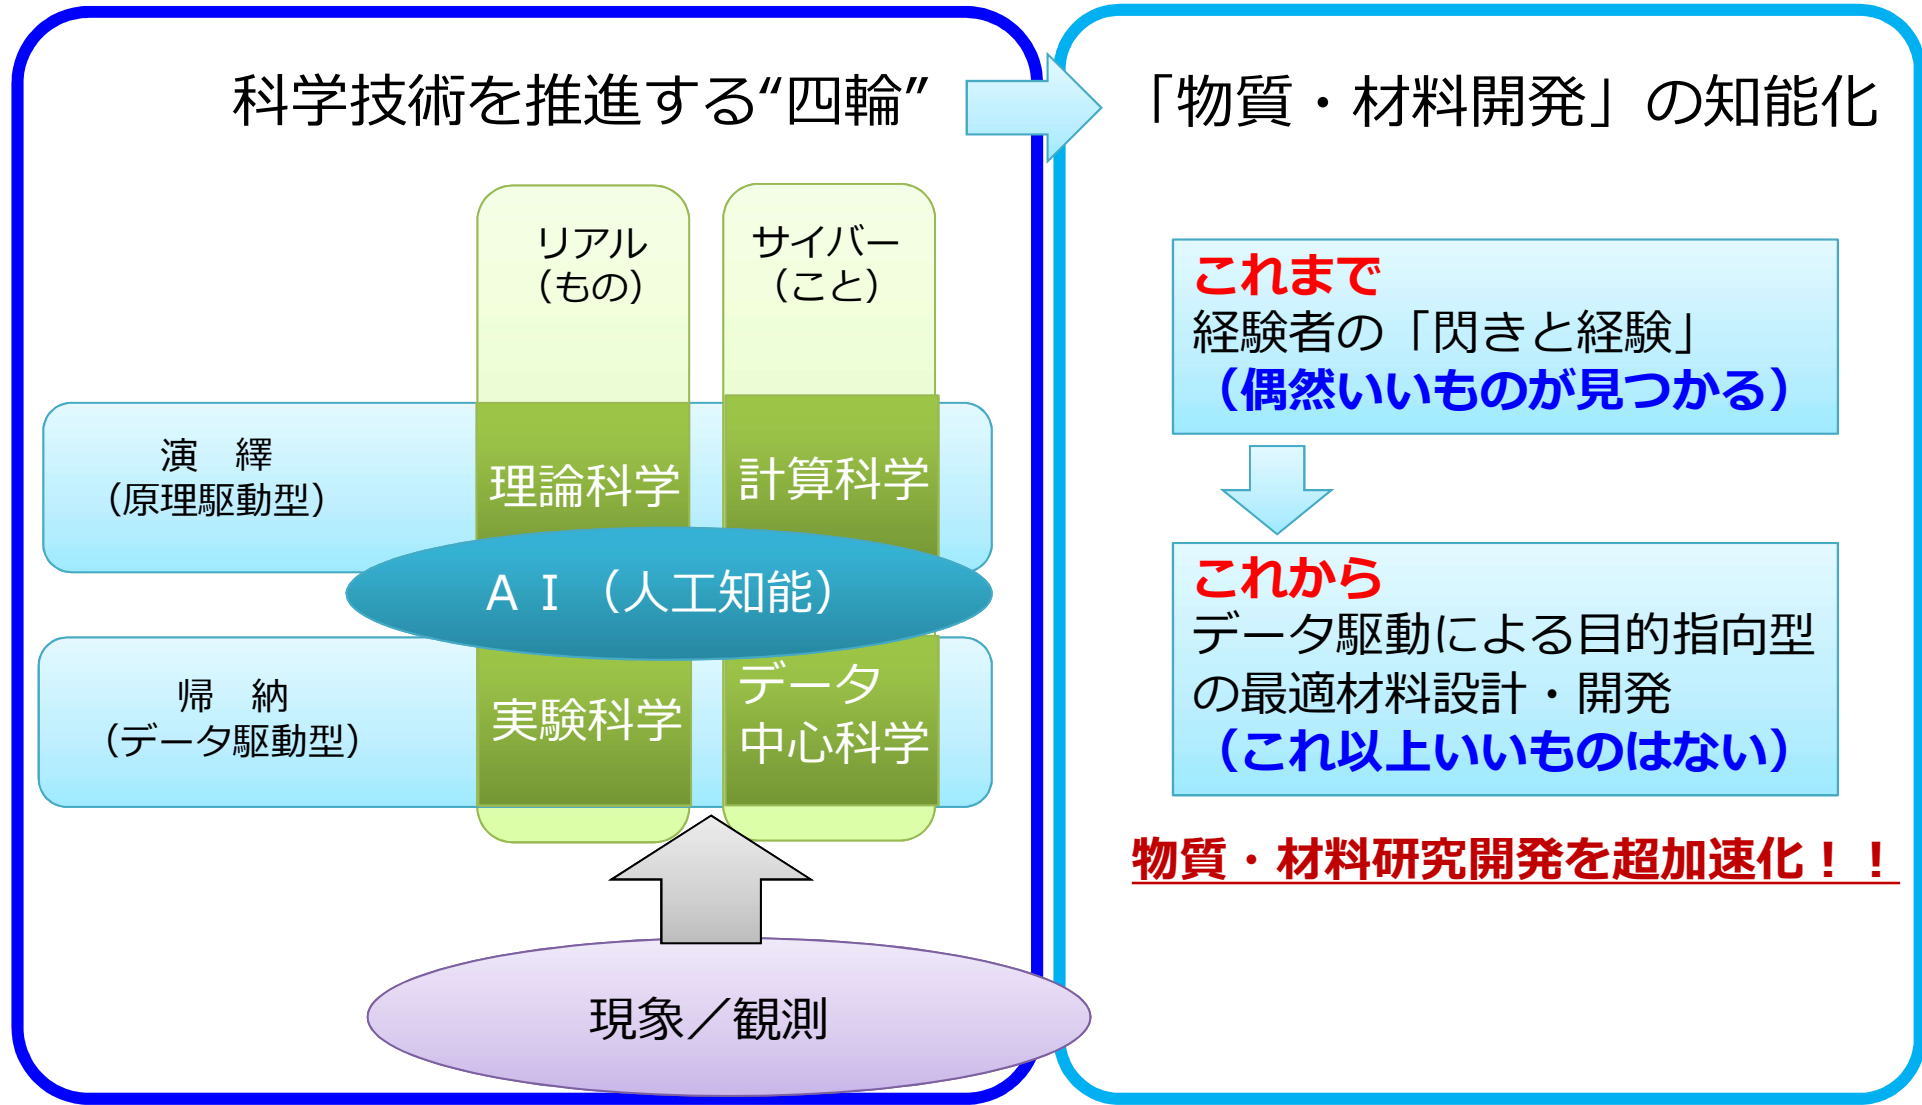 科学技術を推進する“四輪”
リアル
（もの）
サイバー
（こと）
演　繹
（原理駆動型）
理論科学
計算科学
ＡＩ（人工知能）
帰　納
（データ駆動型）
実験科学
データ
中心科学
現象／観測
「物質・材料開発」の知能化
これまで
経験者の「閃きと経験」
（偶然いいものが見つかる）
これから
データ駆動による目的指向型
の最適材料設計・開発
（これ以上いいものはない）
物質・材料研究開発を超加速化！！